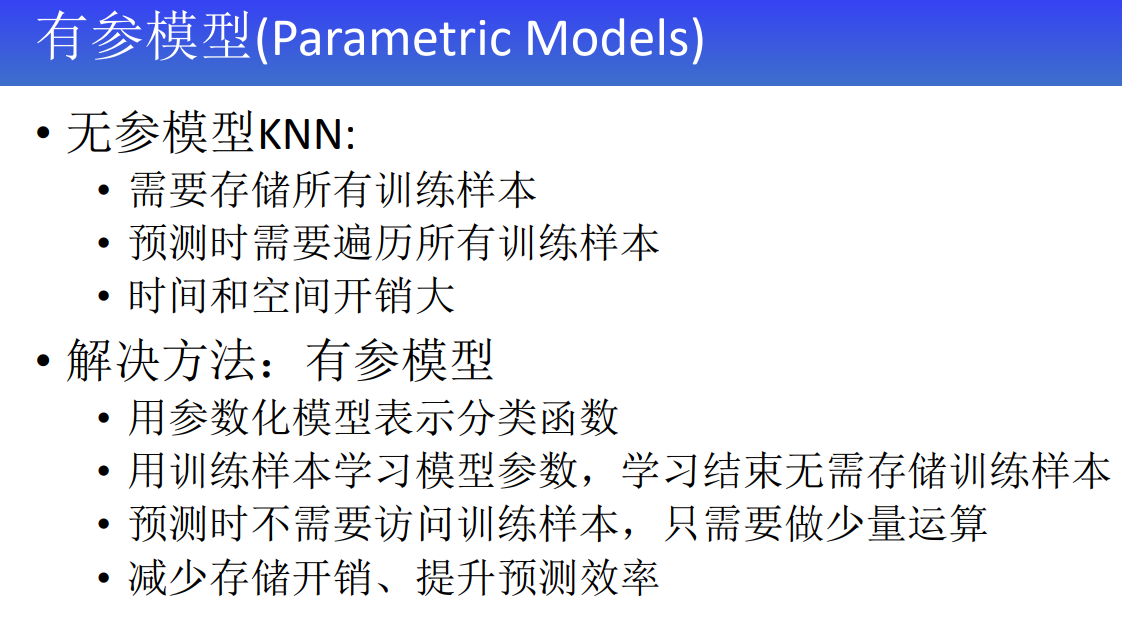 有参模型(Parametric Models)
• 无参模型KNN:
• 需要存储所有训练样本
• 预测时需要遍历所有训练样本
• 时间和空间开销大
• 解决方法：有参模型
• 用参数化模型表示分类函数
• 用训练样本学习模型参数，学习结束无需存储训练样本
• 预测时不需要访问训练样本，只需要做少量运算
• 减少存储开销、提升预测效率